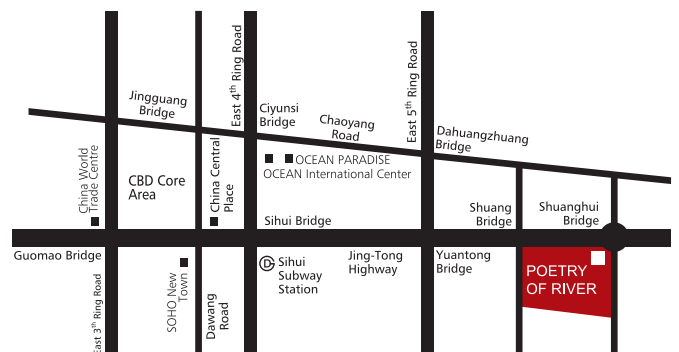 East 4th Ring Road
East 5th Ring Road
Jingguang
Bridge
Ciyunsi
Bridge
Chaoyang
Road
Dahuangzhuang
Bridge
China World
Trade Centre
CBD Core
Area
China Central
Place
OCEAN PARADISE
OCEAN International Center
Sihui Bridge
Shuang
Bridge
Shuanghui
Bridge
Guomao Bridge
East 3th Ring Road
SOHO New
Town
Dawang
Road
Sihui
Subway
Station
Jing-Tong
Highway
Yuantong
Bridge
POETRY
OF RIVER